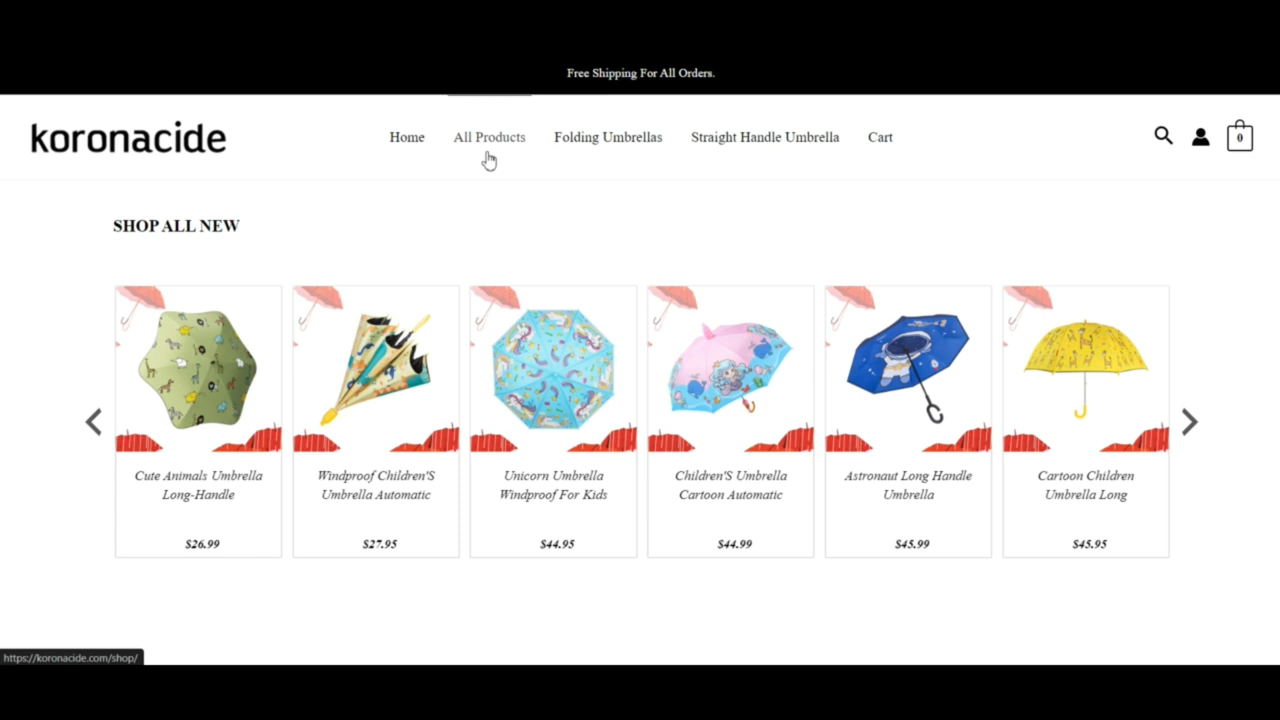 Free Shipping For All Orders.
koronacide
Home
All Products
Folding Umbrellas
Straight Handle Umbrella
Cart
0
SHOP ALL NEW
Cute Animals Umbrella
Long-Handle
$26.99
Windproof Children'S
Umbrella Automatic
$27.95
Unicorn Umbrella
Windproof For Kids
$44.95
Children'S Umbrella
Cartoon Automatic
$44.99
Astronaut Long Handle
Umbrella
$45.99
Cartoon Children
Umbrella Long
$45.95
https://koronacide.com/shop/